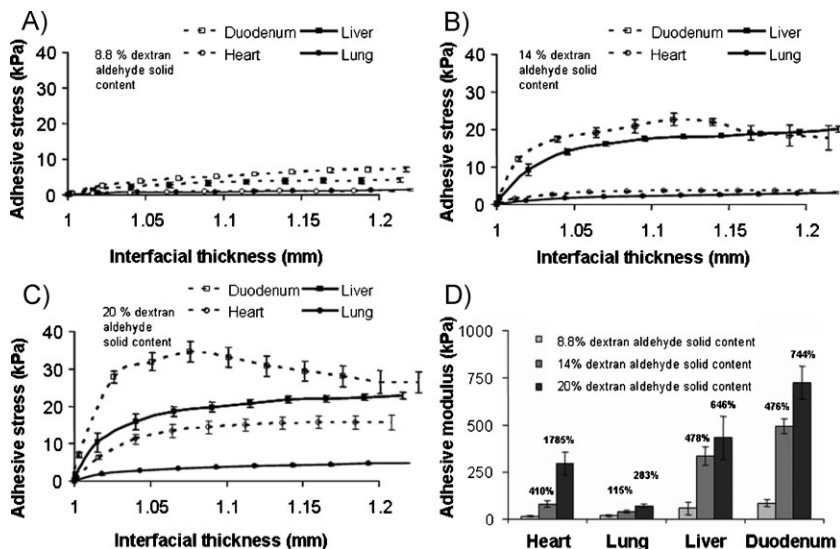 A)
Duodenum Liver
Heart Lung
8.8 % dextran
aldehyde solid
content
Adhesive stress (kPa)
40
30
20
10
0
1 1.05 1.1 1.15 1.2
Interfacial thickness (mm)
B)
Duodenum Liver
Heart Lung
14 % dextran
aldehyde solid
content
Adhesive stress (kPa)
40
30
20
10
0
1 1.05 1.1 1.15 1.2
Interfacial thickness (mm)
C)
Duodenum Liver
Heart Lung
20 % dextran
aldehyde
solid content
Adhesive stress (kPa)
40
30
20
10
0
1 1.05 1.1 1.15 1.2
Interfacial thickness (mm)
D)
8.8% dextran aldehyde solid content
14% dextran aldehyde solid content
20% dextran aldehyde solid content
Adhesive modulus (kPa)
1000
750
500
250
0
410% 1785%
115% 283%
478% 646%
476% 744%
Heart Lung Liver Duodenum